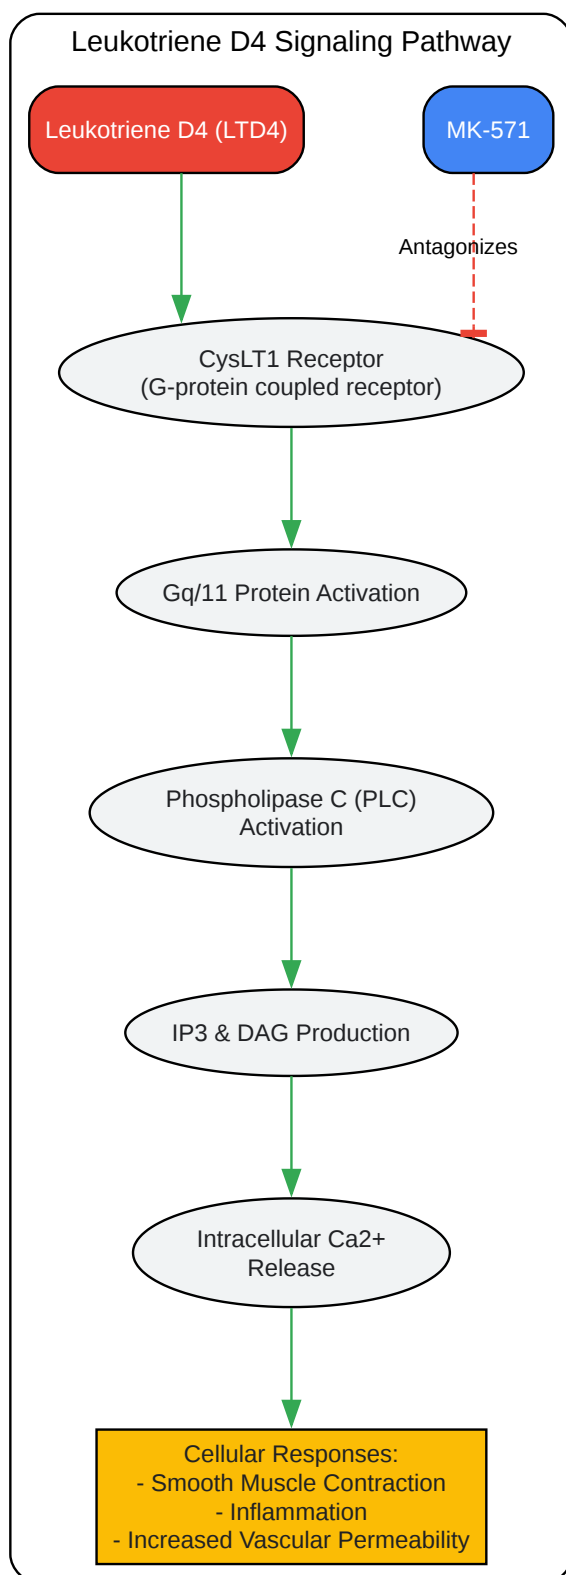 Leukotriene D4 Signaling Pathway
Leukotriene D4 (LTD4)
MK-571
Antagonizes
CysLT1 Receptor
(G-protein coupled receptor)
Gq/11 Protein Activation
Phospholipase C (PLC)
Activation
IP3 & DAG Production
Intracellular Ca2+
Release
Cellular Responses:
- Smooth Muscle Contraction
- Inflammation
- Increased Vascular Permeability